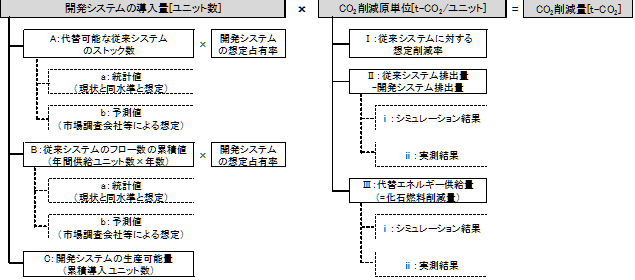 開発システムの導入量[ユニット数]
×
CO2削減原単位[t-CO2/ユニット]
=
CO2削減量[t-CO2]
A:代替可能な従来システム
のストック数
×
開発システム
の想定占有率
a:統計値
(現状と同水準と想定)
b:予測値
(市場調査会社等による想定)
B:従来システムのフロー数の累積値
(年間供給ユニット数×年数)
×
開発システム
の想定占有率
a:統計値
(現状と同水準と想定)
b:予測値
(市場調査会社等による想定)
C:開発システムの生産可能量
(累積導入ユニット数)
Ⅰ:従来システムに対する
想定削減率
Ⅱ:従来システム排出量
-開発システム排出量
ⅰ:シミュレーション結果
ⅱ:実測結果
Ⅲ:代替エネルギー供給量
(=化石燃料削減量)
ⅰ:シミュレーション結果
ⅱ:実測結果